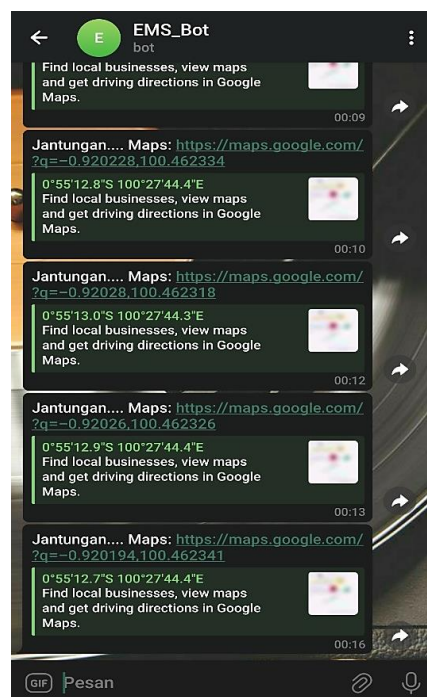 E
EMS_Bot
bot
Find local businesses, view maps
and get driving directions in Google
Maps.
00:09
Jantungan.... Maps: https://maps.google.com/
?q=−0.920228,100.462334
0°55'12.8"S 100°27'44.4"E
Find local businesses, view maps
and get driving directions in Google
Maps.
00:10
Jantungan.... Maps: https://maps.google.com/
?q=−0.92028,100.462318
0°55'13.0"S 100°27'44.3"E
Find local businesses, view maps
and get driving directions in Google
Maps.
00:12
Jantungan.... Maps: https://maps.google.com/
?q=−0.92026,100.462326
0°55'12.9"S 100°27'44.4"E
Find local businesses, view maps
and get driving directions in Google
Maps.
00:13
Jantungan.... Maps: https://maps.google.com/
?q=−0.920194,100.462341
0°55'12.7"S 100°27'44.4"E
Find local businesses, view maps
and get driving directions in Google
Maps.
00:16
GIF Pesan